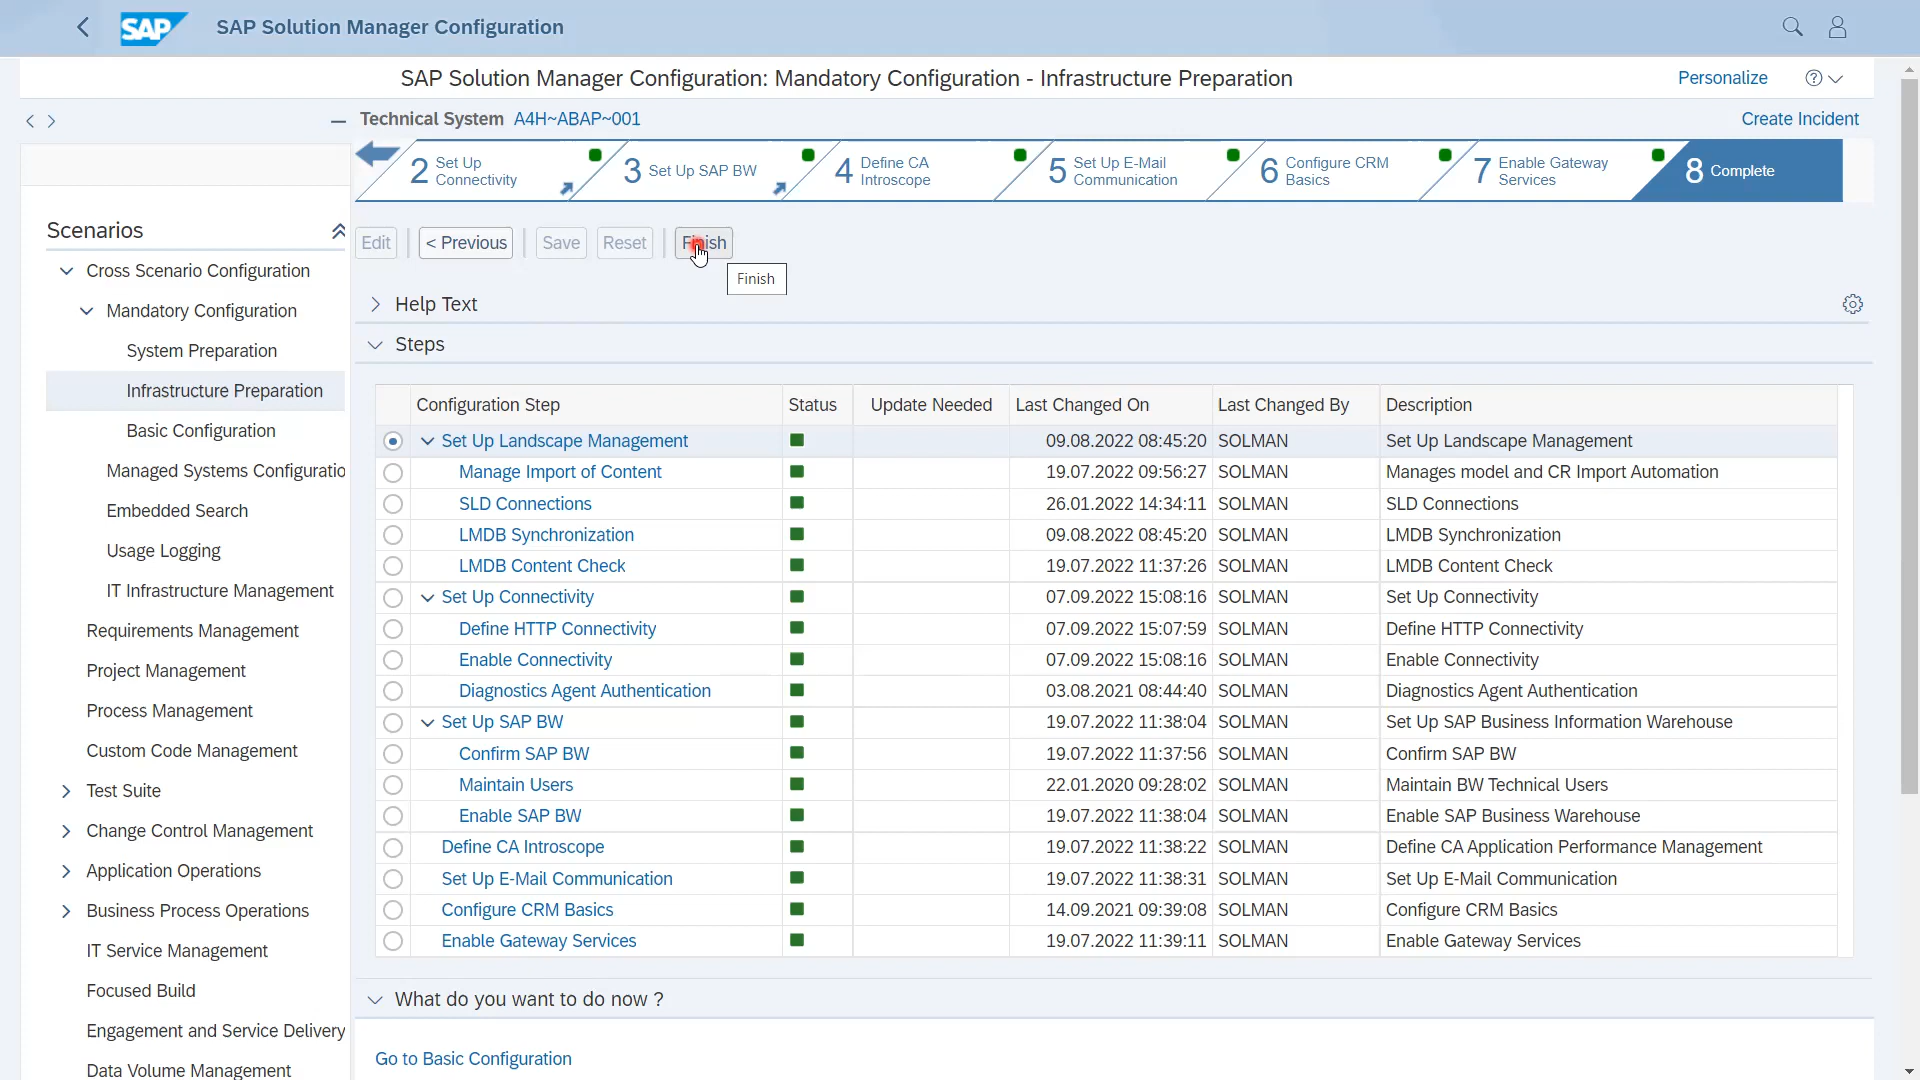 SAP SAP Solution Manager Configuration
SAP Solution Manager Configuration: Mandatory Configuration - Infrastructure Preparation
Personalize
Technical System A4H~ABAP~001
Create Incident
2 Set Up Connectivity
3 Set Up SAP BW
4 Define CA Introscope
5 Set Up E-Mail Communication
6 Configure CRM Basics
7 Enable Gateway Services
8 Complete
Edit < Previous Save Reset Finish
Finish
Scenarios
Cross Scenario Configuration
Mandatory Configuration
System Preparation
Infrastructure Preparation
Basic Configuration
Managed Systems Configuratio
Embedded Search
Usage Logging
IT Infrastructure Management
Requirements Management
Project Management
Process Management
Custom Code Management
Test Suite
Change Control Management
Application Operations
Business Process Operations
IT Service Management
Focused Build
Engagement and Service Delivery
Data Volume Management
Help Text
Steps
Configuration Step Status Update Needed Last Changed On Last Changed By Description
Set Up Landscape Management 09.08.2022 08:45:20 SOLMAN Set Up Landscape Management
Manage Import of Content 19.07.2022 09:56:27 SOLMAN Manages model and CR Import Automation
SLD Connections 26.01.2022 14:34:11 SOLMAN SLD Connections
LMDB Synchronization 09.08.2022 08:45:20 SOLMAN LMDB Synchronization
LMDB Content Check 19.07.2022 11:37:26 SOLMAN LMDB Content Check
Set Up Connectivity 07.09.2022 15:08:16 SOLMAN Set Up Connectivity
Define HTTP Connectivity 07.09.2022 15:07:59 SOLMAN Define HTTP Connectivity
Enable Connectivity 07.09.2022 15:08:16 SOLMAN Enable Connectivity
Diagnostics Agent Authentication 03.08.2021 08:44:40 SOLMAN Diagnostics Agent Authentication
Set Up SAP BW 19.07.2022 11:38:04 SOLMAN Set Up SAP Business Information Warehouse
Confirm SAP BW 19.07.2022 11:37:56 SOLMAN Confirm SAP BW
Maintain Users 22.01.2020 09:28:02 SOLMAN Maintain BW Technical Users
Enable SAP BW 19.07.2022 11:38:04 SOLMAN Enable SAP Business Warehouse
Define CA Introscope 19.07.2022 11:38:22 SOLMAN Define CA Application Performance Management
Set Up E-Mail Communication 19.07.2022 11:38:31 SOLMAN Set Up E-Mail Communication
Configure CRM Basics 14.09.2021 09:39:08 SOLMAN Configure CRM Basics
Enable Gateway Services 19.07.2022 11:39:11 SOLMAN Enable Gateway Services
What do you want to do now ?
Go to Basic Configuration